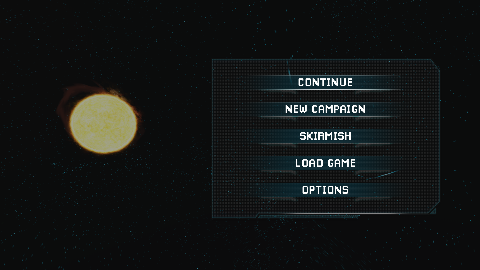 CONTINUE
NEW CAMPAIGN
SKIRMISH
LOAD GAME
OPTIONS